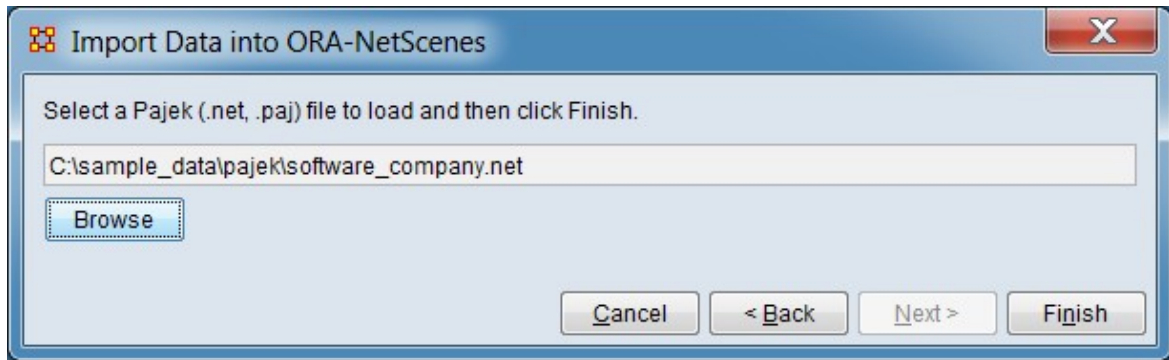 Import Data into ORA-NetScenes
X
Select a Pajek (.net, .paj) file to load and then click Finish.
C:\sample_data\pajek\software_company.net
Browse
Cancel < Back Next > Finish